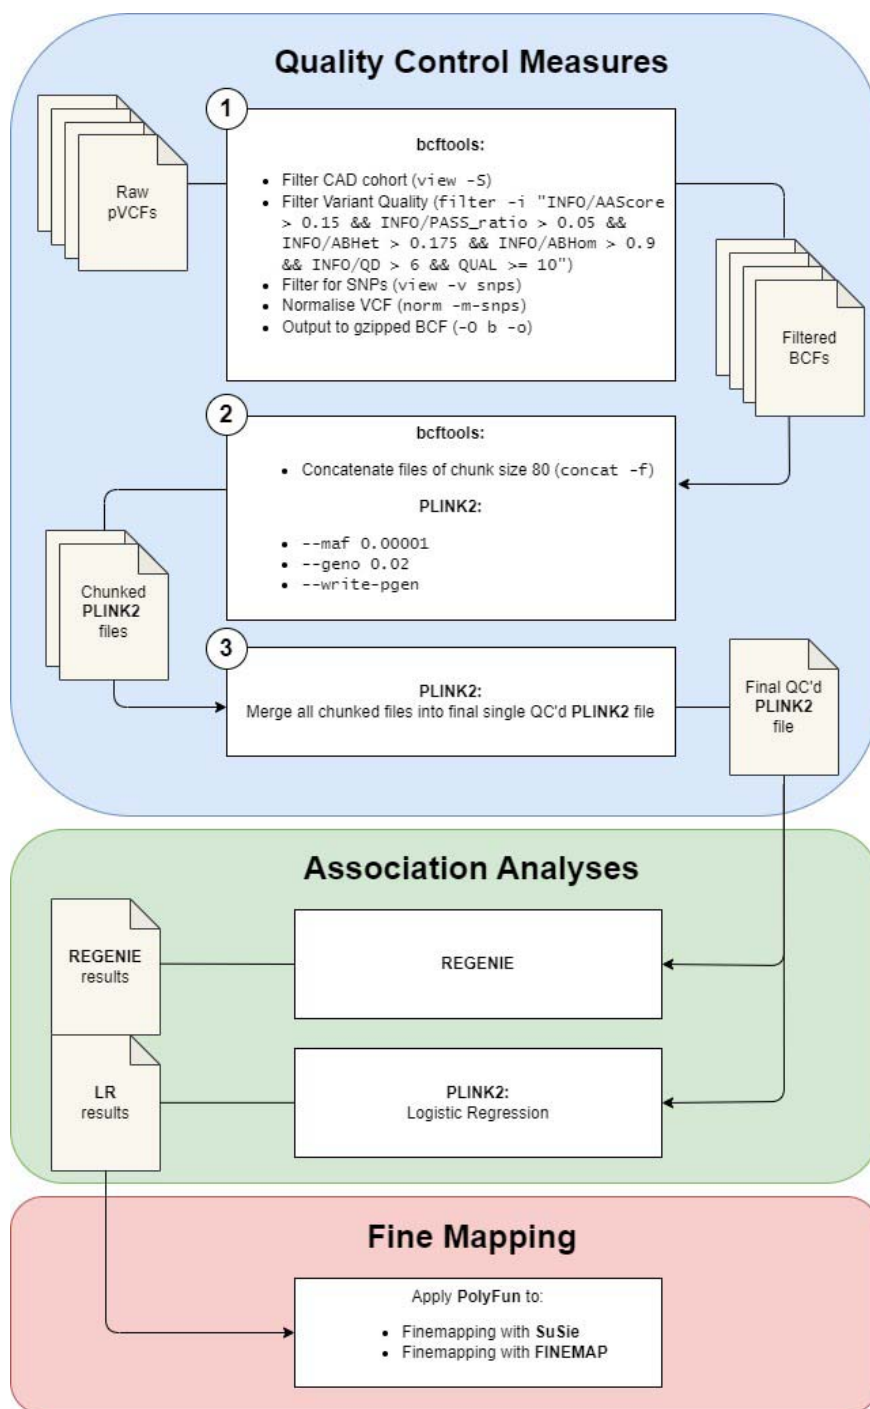 Quality Control Measures
1
Raw
pVCFs
bcftools:
• Filter CAD cohort (view -S)
• Filter Variant Quality (filter -i "INFO/AAScore
> 0.15 && INFO/PASS_ratio > 0.05 &&
INFO/ABHet > 0.175 && INFO/ABHom > 0.9
&& INFO/QD > 6 && QUAL >= 10")
• Filter for SNPs (view -v snps)
• Normalise VCF (norm -m-snps)
• Output to gzipped BCF (-O b -o)
Filtered
BCFs
2
bcftools:
• Concatenate files of chunk size 80 (concat -f)
PLINK2:
• --maf 0.00001
• --geno 0.02
• --write-pgen
Chunked
PLINK2
files
3
PLINK2:
Merge all chunked files into final single QC'd PLINK2 file
Final QC'd
PLINK2
file
Association Analyses
REGENIE
results
REGENIE
LR
results
PLINK2:
Logistic Regression
Fine Mapping
Apply PolyFun to:
• Finemapping with SuSie
• Finemapping with FINEMAP